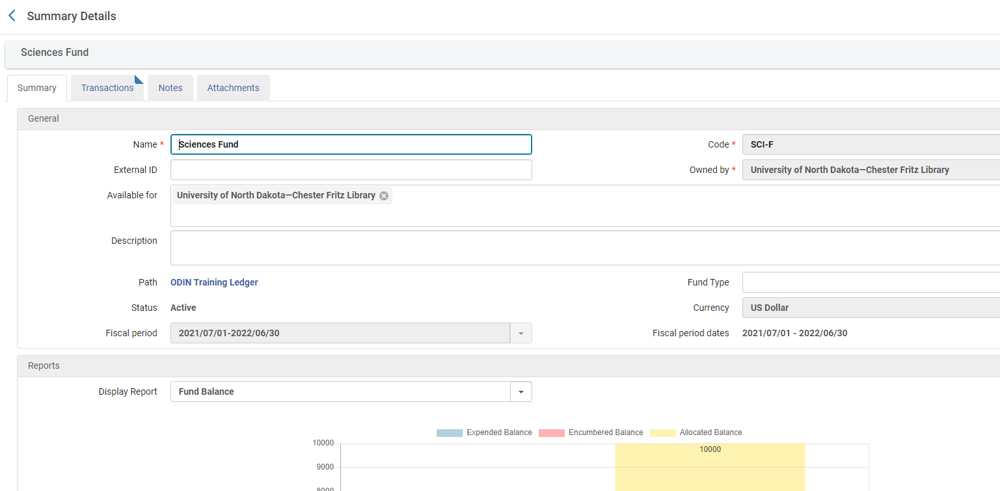 Summary Details
Sciences Fund
Summary Transactions Notes Attachments
General
Name * Sciences Fund Code * SCI-F
External ID Owned by * University of North Dakota—Chester Fritz Library
Available for University of North Dakota—Chester Fritz Library
Description
Path ODIN Training Ledger Fund Type
Status Active Currency US Dollar
Fiscal period 2021/07/01-2022/06/30 Fiscal period dates 2021/07/01 - 2022/06/30
Reports
Display Report Fund Balance
Expended Balance Encumbered Balance Allocated Balance
10000 10000
9000
8000